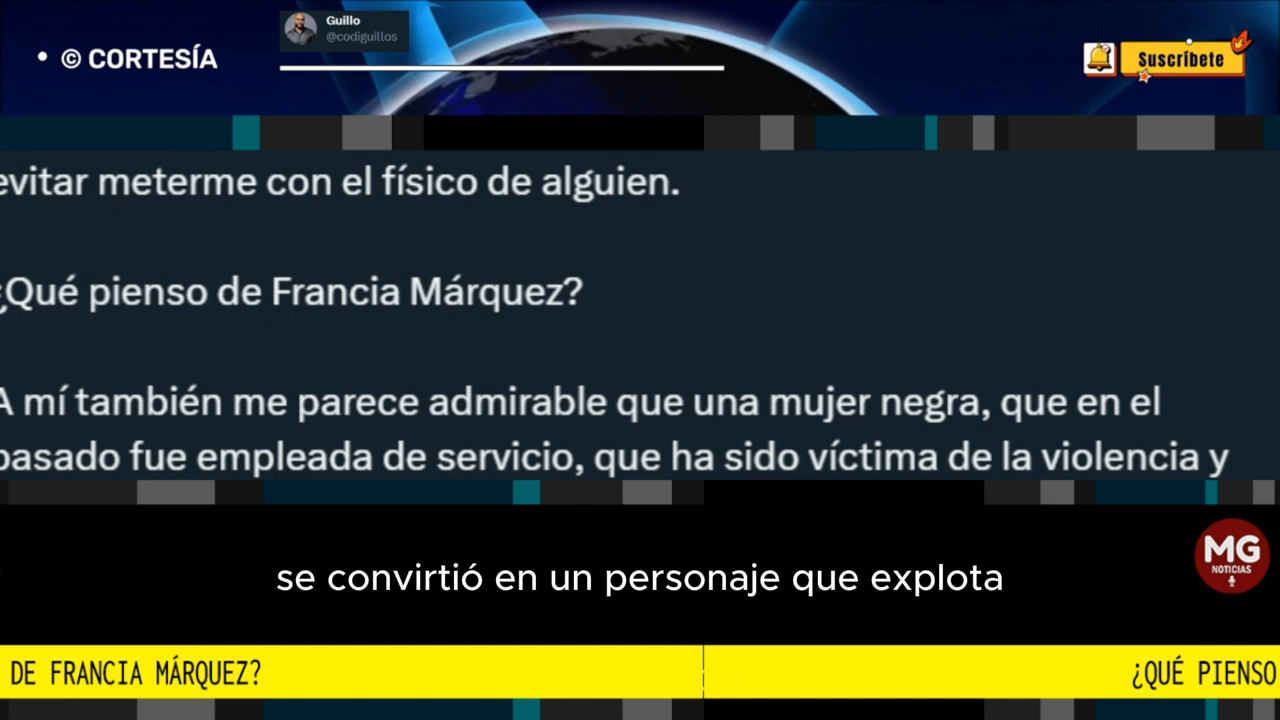 Guillo
@codiguillos
• © CORTESÍA
Suscríbete
evitar meterme con el físico de alguien.
¿Qué pienso de Francia Márquez?
A mí también me parece admirable que una mujer negra, que en el
pasado fue empleada de servicio, que ha sido víctima de la violencia y
se convirtió en un personaje que explota
MG
NOTICIAS
DE FRANCIA MÁRQUEZ?
¿QUÉ PIENSO